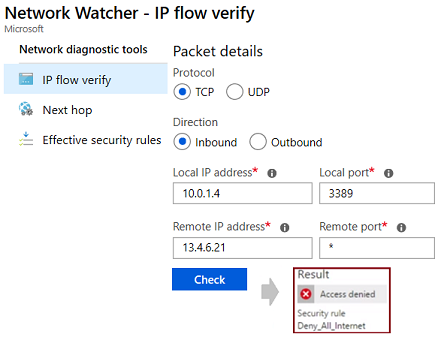 Network Watcher - IP flow verify
Microsoft
Network diagnostic tools
IP flow verify
Next hop
Effective security rules
Packet details
Protocol
TCP UDP
Direction
Inbound Outbound
Local IP address* Local port*
10.0.1.4 3389
Remote IP address* Remote port*
13.4.6.21 *
Check
Result
Access denied
Security rule
Deny_All_Internet